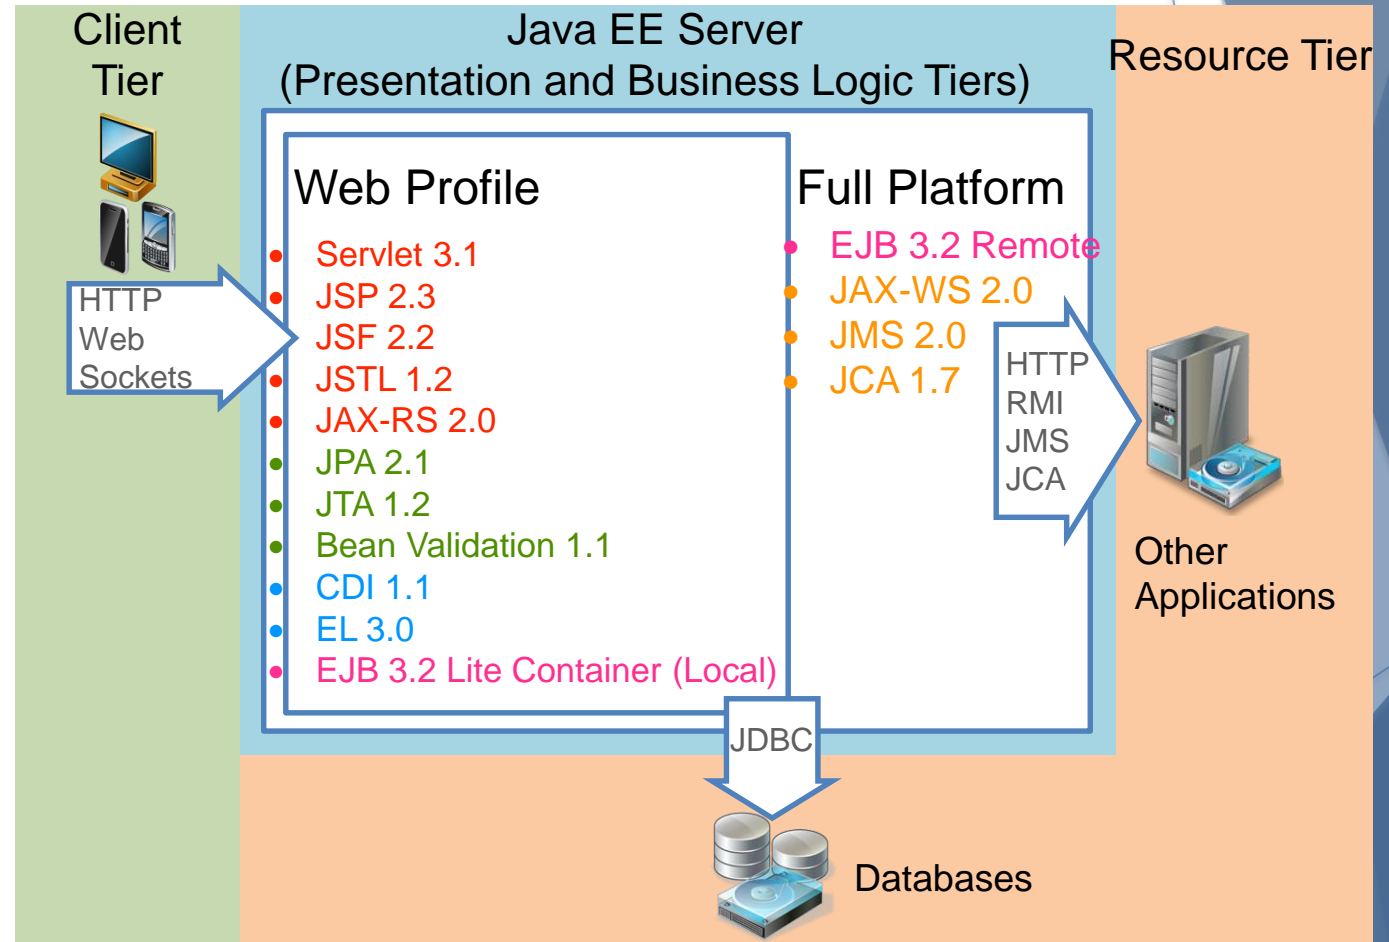 Client
Tier
Java EE Server
(Presentation and Business Logic Tiers)
Resource Tier
HTTP
Web
Sockets
Web Profile
Servlet 3.1
JSP 2.3
JSF 2.2
JSTL 1.2
JAX-RS 2.0
JPA 2.1
JTA 1.2
Bean Validation 1.1
CDI 1.1
EL 3.0
EJB 3.2 Lite Container (Local)
Full Platform
EJB 3.2 Remote
JAX-WS 2.0
JMS 2.0
JCA 1.7
HTTP
RMI
JMS
JCA
Other
Applications
JDBC
Databases